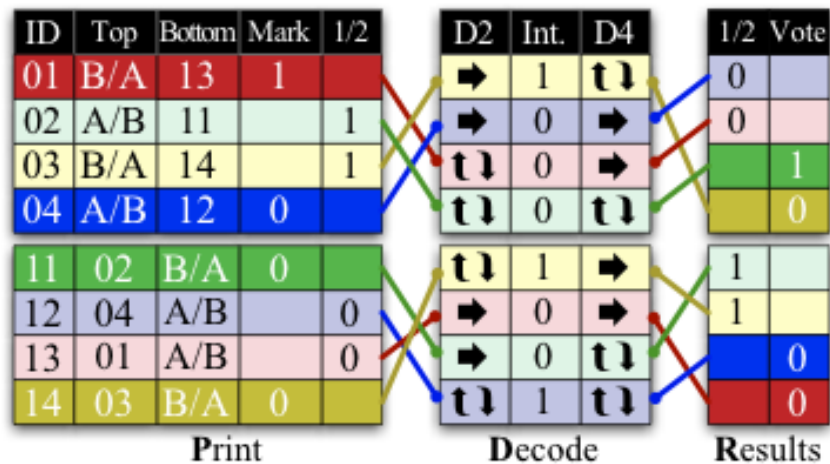 ID Top Bottom Mark 1/2 D2 Int. D4 1/2 Vote
01 B/A 13 1 1 0
02 A/B 11 1 0 0
03 B/A 14 1 0 1
04 A/B 12 0 0 0
11 02 B/A 0 1 1
12 04 A/B 0 0 1
13 01 A/B 0 0 0
14 03 B/A 0 1 0
Print Decode Results